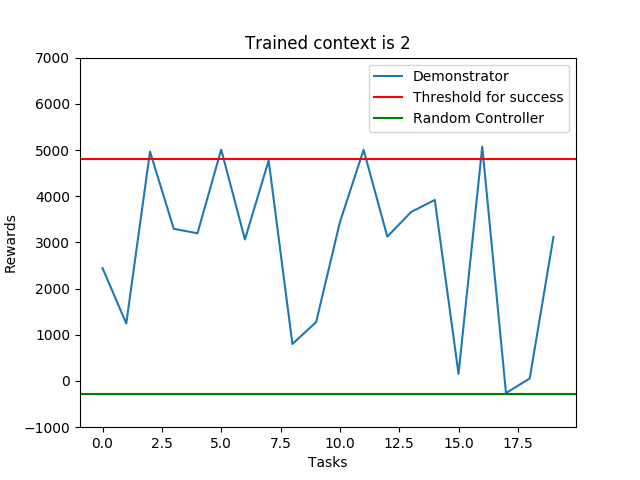 Trained context is 2
7000
6000
5000
4000
3000
2000
1000
0
−1000
Rewards
Demonstrator
Threshold for success
Random Controller
0.0 2.5 5.0 7.5 10.0 12.5 15.0 17.5
Tasks